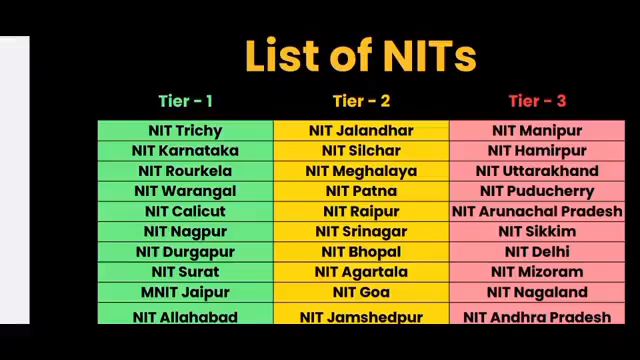 List of NITs
Tier - 1 Tier - 2 Tier - 3
NIT Trichy NIT Jalandhar NIT Manipur
NIT Karnataka NIT Silchar NIT Hamirpur
NIT Rourkela NIT Meghalaya NIT Uttarakhand
NIT Warangal NIT Patna NIT Puducherry
NIT Calicut NIT Raipur NIT Arunachal Pradesh
NIT Nagpur NIT Srinagar NIT Sikkim
NIT Durgapur NIT Bhopal NIT Delhi
NIT Surat NIT Agartala NIT Mizoram
MNIT Jaipur NIT Goa NIT Nagaland
NIT Allahabad NIT Jamshedpur NIT Andhra Pradesh